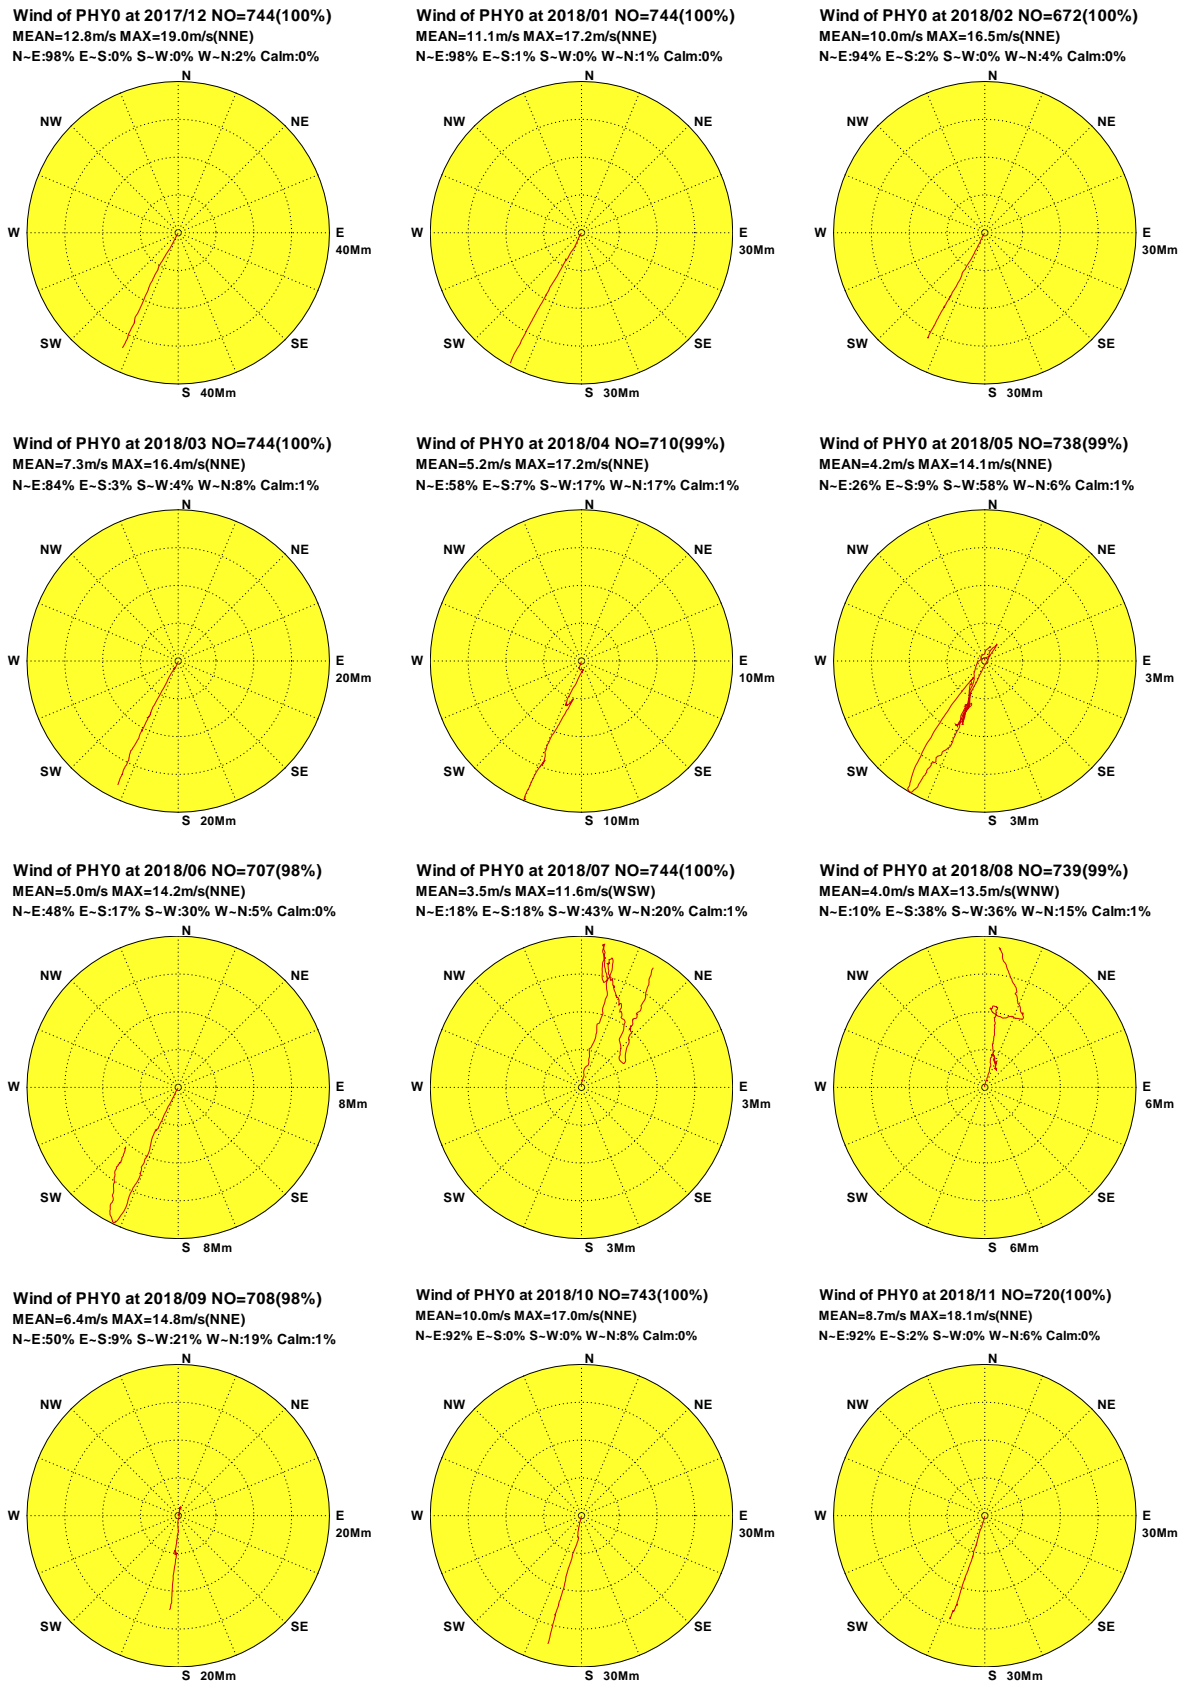 Wind of PHY0 at 2017/12 NO=744(100%)
MEAN=12.8m/s MAX=19.0m/s(NNE)
N~E:98% E~S:0% S~W:0% W~N:2% Calm:0%
N
NW
NE
W
E
40Mm
SW
SE
S 40Mm
Wind of PHY0 at 2018/01 NO=744(100%)
MEAN=11.1m/s MAX=17.2m/s(NNE)
N~E:98% E~S:1% S~W:0% W~N:1% Calm:0%
N
NW
NE
W
E
30Mm
SW
SE
S 30Mm
Wind of PHY0 at 2018/02 NO=672(100%)
MEAN=10.0m/s MAX=16.5m/s(NNE)
N~E:94% E~S:2% S~W:0% W~N:4% Calm:0%
N
NW
NE
W
E
30Mm
SW
SE
S 30Mm
Wind of PHY0 at 2018/03 NO=744(100%)
MEAN=7.3m/s MAX=16.4m/s(NNE)
N~E:84% E~S:3% S~W:4% W~N:8% Calm:1%
N
NW
NE
W
E
20Mm
SW
SE
S 20Mm
Wind of PHY0 at 2018/04 NO=710(99%)
MEAN=5.2m/s MAX=17.2m/s(NNE)
N~E:58% E~S:7% S~W:17% W~N:17% Calm:1%
N
NW
NE
W
E
10Mm
SW
SE
S 10Mm
Wind of PHY0 at 2018/05 NO=738(99%)
MEAN=4.2m/s MAX=14.1m/s(NNE)
N~E:26% E~S:9% S~W:58% W~N:6% Calm:1%
N
NW
NE
W
E
3Mm
SW
SE
S 3Mm
Wind of PHY0 at 2018/06 NO=707(98%)
MEAN=5.0m/s MAX=14.2m/s(NNE)
N~E:48% E~S:17% S~W:30% W~N:5% Calm:0%
N
NW
NE
W
E
8Mm
SW
SE
S 8Mm
Wind of PHY0 at 2018/07 NO=744(100%)
MEAN=3.5m/s MAX=11.6m/s(WSW)
N~E:18% E~S:18% S~W:43% W~N:20% Calm:1%
N
NW
NE
W
E
3Mm
SW
SE
S 3Mm
Wind of PHY0 at 2018/08 NO=739(99%)
MEAN=4.0m/s MAX=13.5m/s(WNW)
N~E:10% E~S:38% S~W:36% W~N:15% Calm:1%
N
NW
NE
W
E
6Mm
SW
SE
S 6Mm
Wind of PHY0 at 2018/09 NO=708(98%)
MEAN=6.4m/s MAX=14.8m/s(NNE)
N~E:50% E~S:9% S~W:21% W~N:19% Calm:1%
N
NW
NE
W
E
20Mm
SW
SE
S 20Mm
Wind of PHY0 at 2018/10 NO=743(100%)
MEAN=10.0m/s MAX=17.0m/s(NNE)
N~E:92% E~S:0% S~W:0% W~N:8% Calm:0%
N
NW
NE
W
E
30Mm
SW
SE
S 30Mm
Wind of PHY0 at 2018/11 NO=720(100%)
MEAN=8.7m/s MAX=18.1m/s(NNE)
N~E:92% E~S:2% S~W:0% W~N:6% Calm:0%
N
NW
NE
W
E
30Mm
SW
SE
S 30Mm